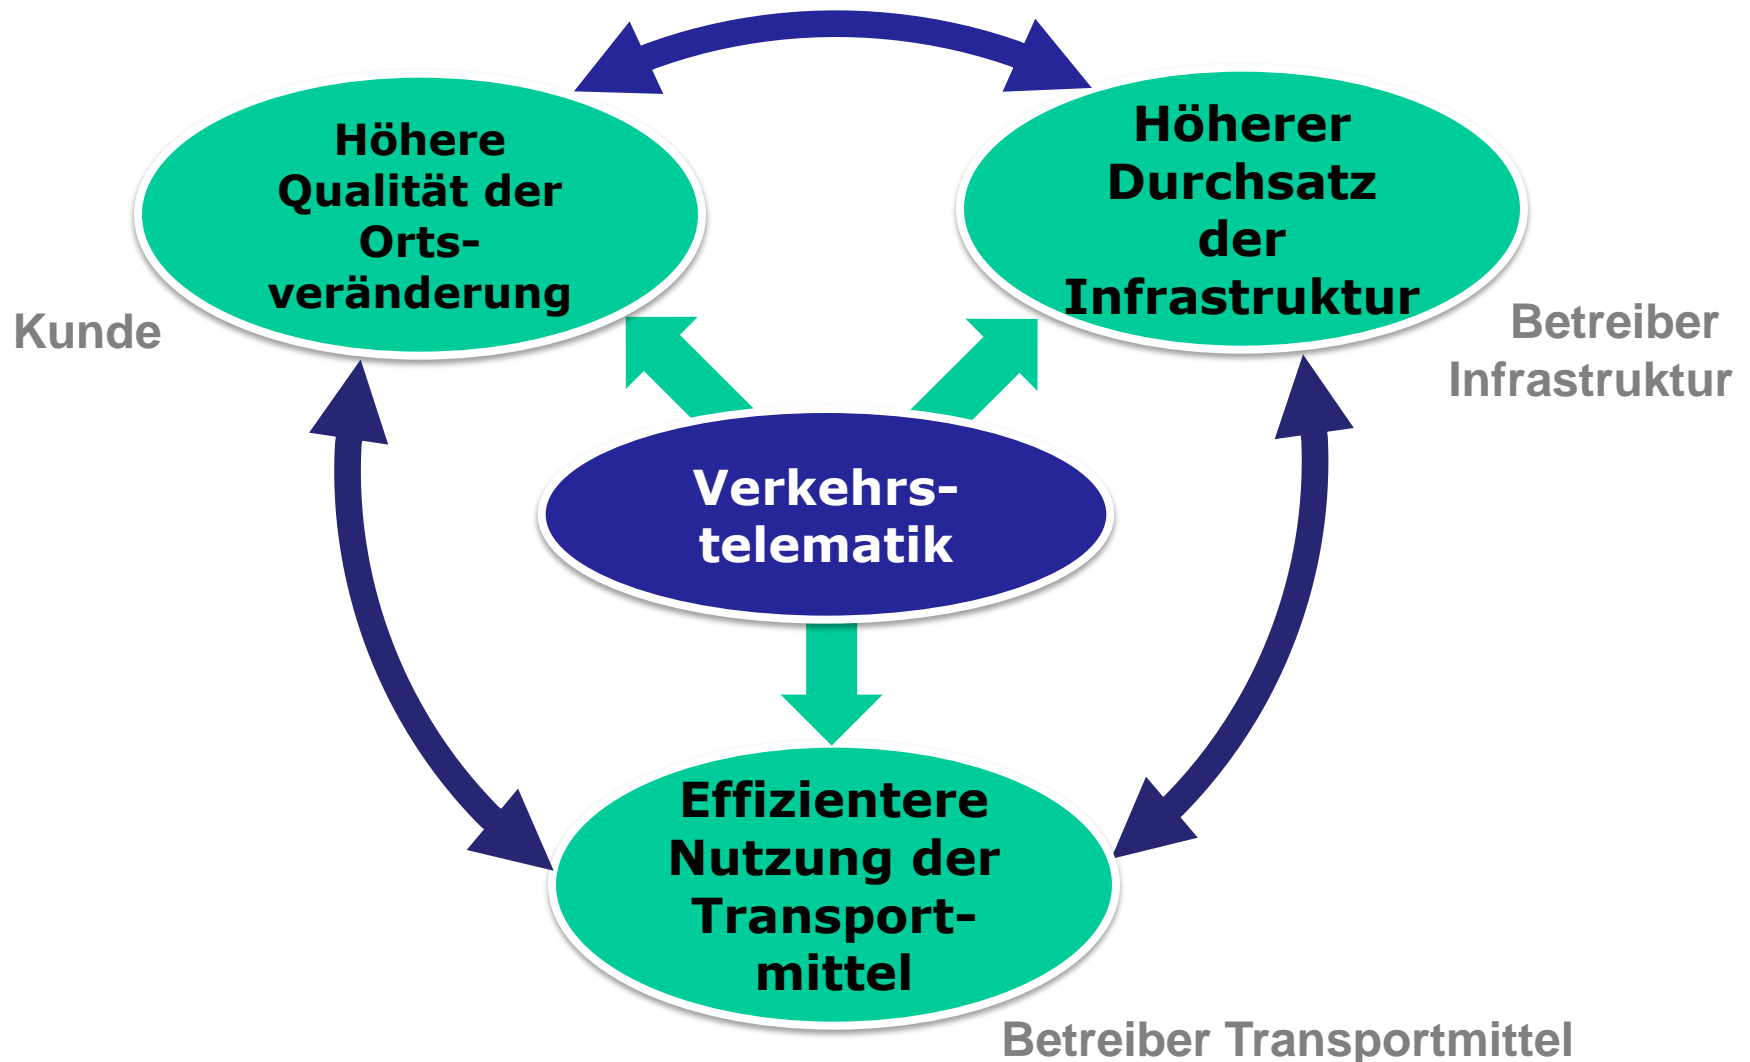 Höhere
Qualität der
Orts-
veränderung
Kunde
Höherer
Durchsatz
der
Infrastruktur
Betreiber
Infrastruktur
Verkehrs-
telematik
Effizientere
Nutzung der
Transport-
mittel
Betreiber Transportmittel